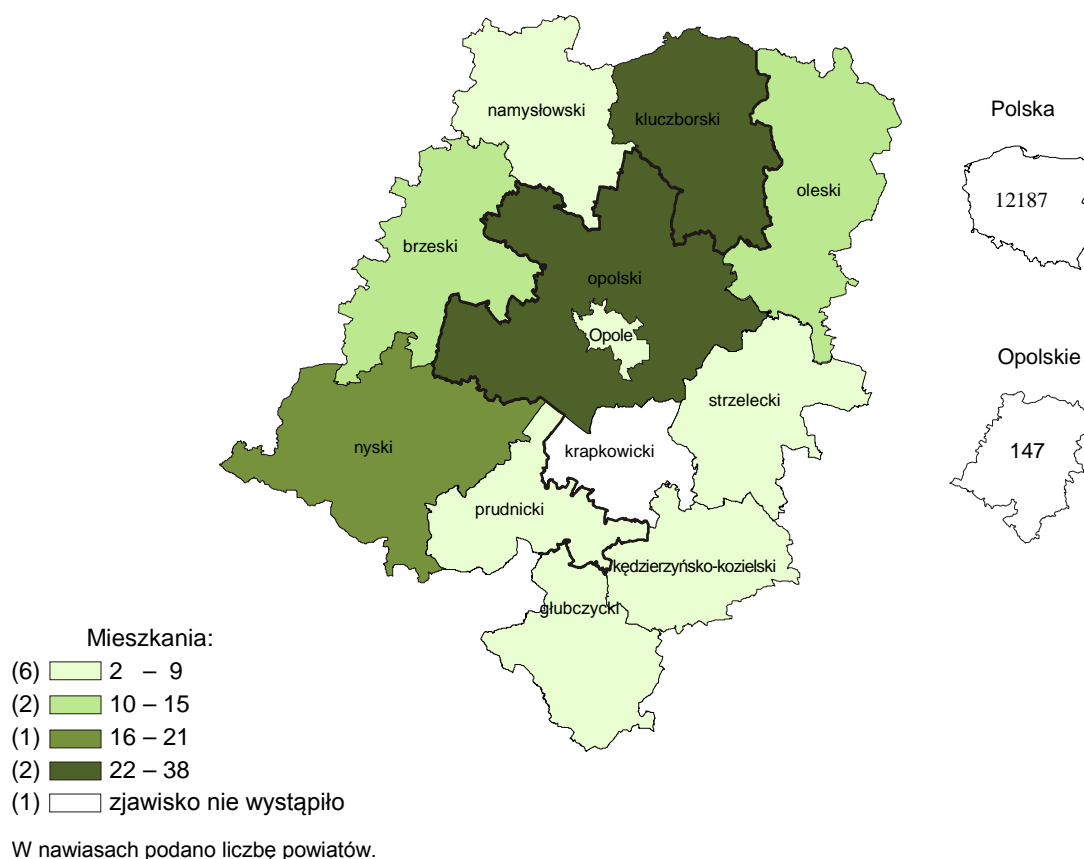 namysłowski
kluczborski
Polska
12187
oleski
brzeski
opolski
Opole
Opolskie
strzelecki
nyski
krapkowicki
147
prudnicki
kędzierzyńsko-kozielski
głubczycki
Mieszkania:
(6) 2 – 9
(2) 10 – 15
(1) 16 – 21
(2) 22 – 38
(1) zjawisko nie wystąpiło
W nawiasach podano liczbę powiatów.